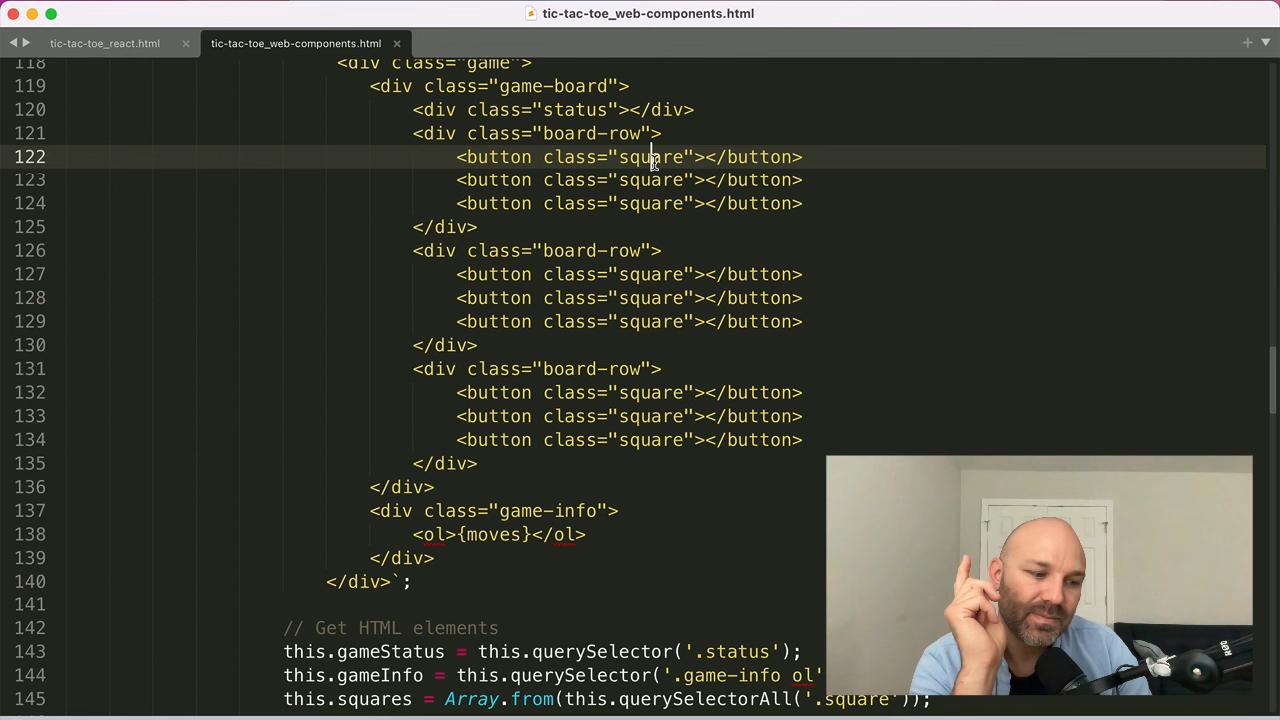 tic-tac-toe_web-components.html
tic-tac-toe_react.html
tic-tac-toe_web-components.html
118 <div class="game">
119 <div class="game-board">
120 <div class="status"></div>
121 <div class="board-row">
122 <button class="square"></button>
123 <button class="square"></button>
124 <button class="square"></button>
125 </div>
126 <div class="board-row">
127 <button class="square"></button>
128 <button class="square"></button>
129 <button class="square"></button>
130 </div>
131 <div class="board-row">
132 <button class="square"></button>
133 <button class="square"></button>
134 <button class="square"></button>
135 </div>
136 </div>
137 <div class="game-info">
138 <ol>{moves}</ol>
139 </div>
140 </div>`;
141
142 // Get HTML elements
143 this.gameStatus = this.querySelector('.status');
144 this.gameInfo = this.querySelector('.game-info ol'
145 this.squares = Array.from(this.querySelectorAll('.square'));